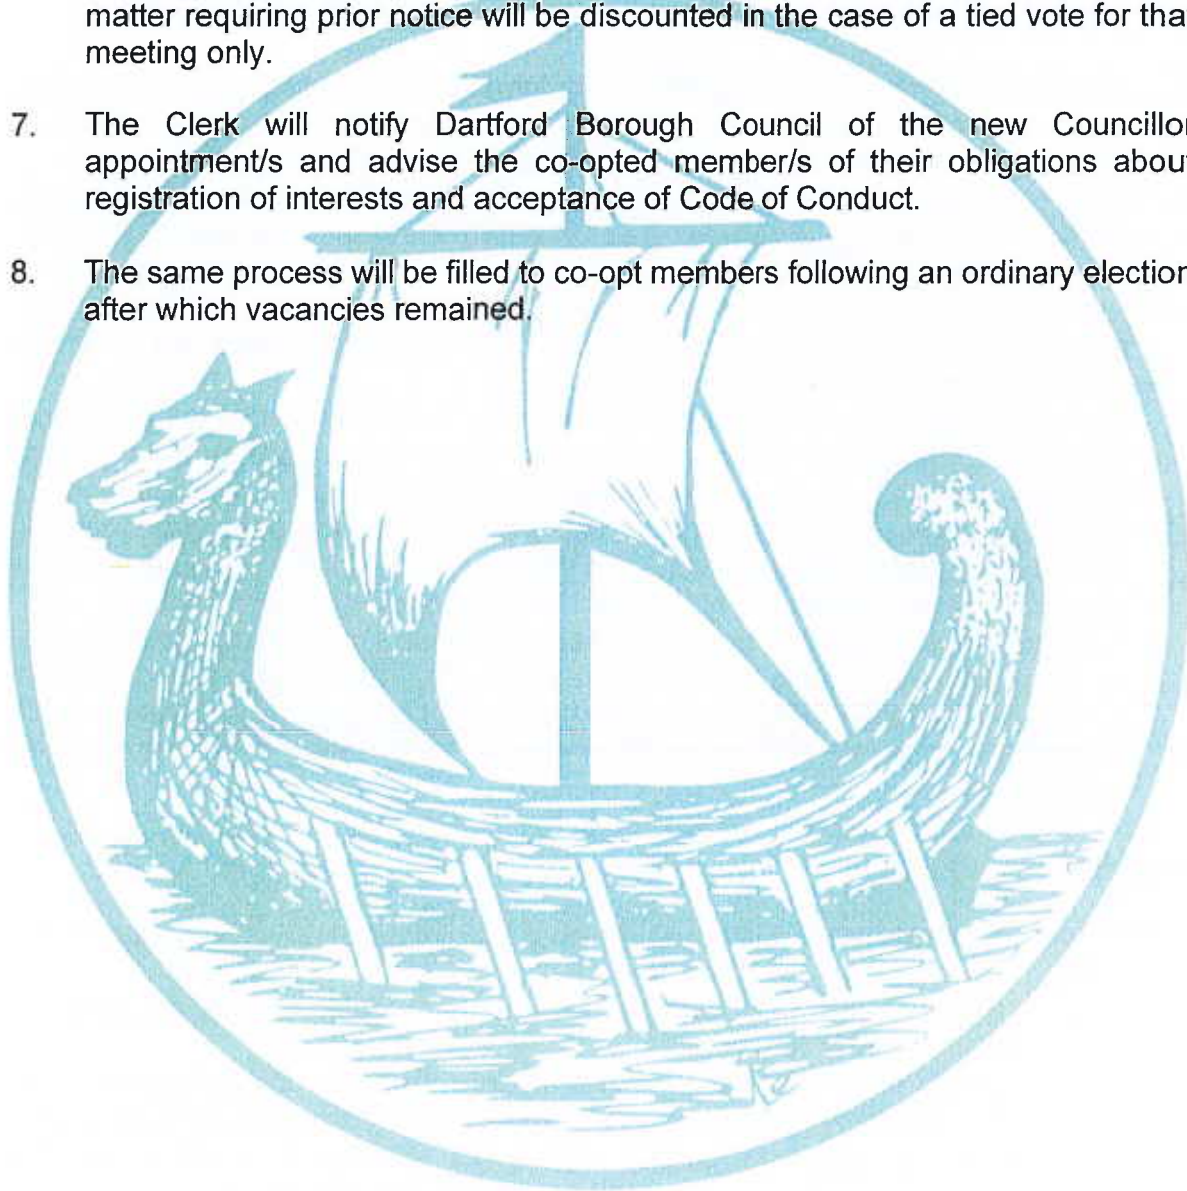 matter requiring prior notice will be discounted in the case of a tied vote for tha
meeting only.
7. The Clerk will notify Dartford Borough Council of the new Councillor
appointment/s and advise the co-opted member/s of their obligations abou
registration of interests and acceptance of Code of Conduct.
8. The same process will be filled to co-opt members following an ordinary election
after which vacancies remained.